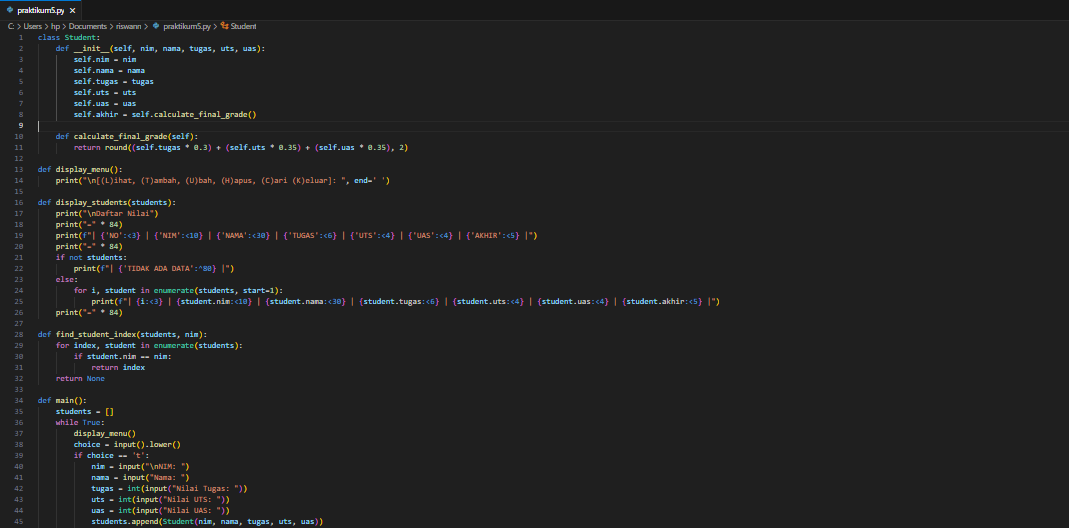 praktikum5.py ×
C: > Users > hp > Documents > riswann > praktikum5.py > Student
1 class Student:
2     def __init__(self, nim, nama, tugas, uts, uas):
3         self.nim = nim
4         self.nama = nama
5         self.tugas = tugas
6         self.uts = uts
7         self.uas = uas
8         self.akhir = self.calculate_final_grade()
9
10     def calculate_final_grade(self):
11         return round((self.tugas * 0.3) + (self.uts * 0.35) + (self.uas * 0.35), 2)
12
13 def display_menu():
14     print("\n[(L)ihat, (T)ambah, (U)bah, (H)apus, (C)ari (K)eluar]: ", end=' ')
15
16 def display_students(students):
17     print("\nDaftar Nilai")
18     print("=" * 84)
19     print(f"| {'NO':<3} | {'NIM':<10} | {'NAMA':<30} | {'TUGAS':<6} | {'UTS':<4} | {'UAS':<4} | {'AKHIR':<5} |")
20     print("=" * 84)
21     if not students:
22         print(f"| {'TIDAK ADA DATA':^80} |")
23     else:
24         for i, student in enumerate(students, start=1):
25             print(f"| {i:<3} | {student.nim:<10} | {student.nama:<30} | {student.tugas:<6} | {student.uts:<4} | {student.uas:<4} | {student.akhir:<5} |")
26     print("=" * 84)
27
28 def find_student_index(students, nim):
29     for index, student in enumerate(students):
30         if student.nim == nim:
31             return index
32     return None
33
34 def main():
35     students = []
36     while True:
37         display_menu()
38         choice = input().lower()
39         if choice == 't':
40             nim = input("\nNIM: ")
41             nama = input("Nama: ")
42             tugas = int(input("Nilai Tugas: "))
43             uts = int(input("Nilai UTS: "))
44             uas = int(input("Nilai UAS: "))
45             students.append(Student(nim, nama, tugas, uts, uas))